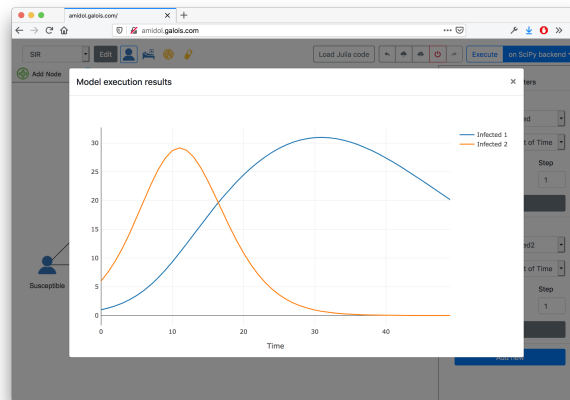 amidol.galois.com/
amidol.galois.com
SIR
Edit
Load Julia code
Execute
on SciPy backend
Add Node
Model execution results
Infected 1
Infected 2
30
25
20
15
10
5
0
0
10
20
30
40
Time
Susceptible
t of Time
Step
1
t of Time
Step
1
Add new